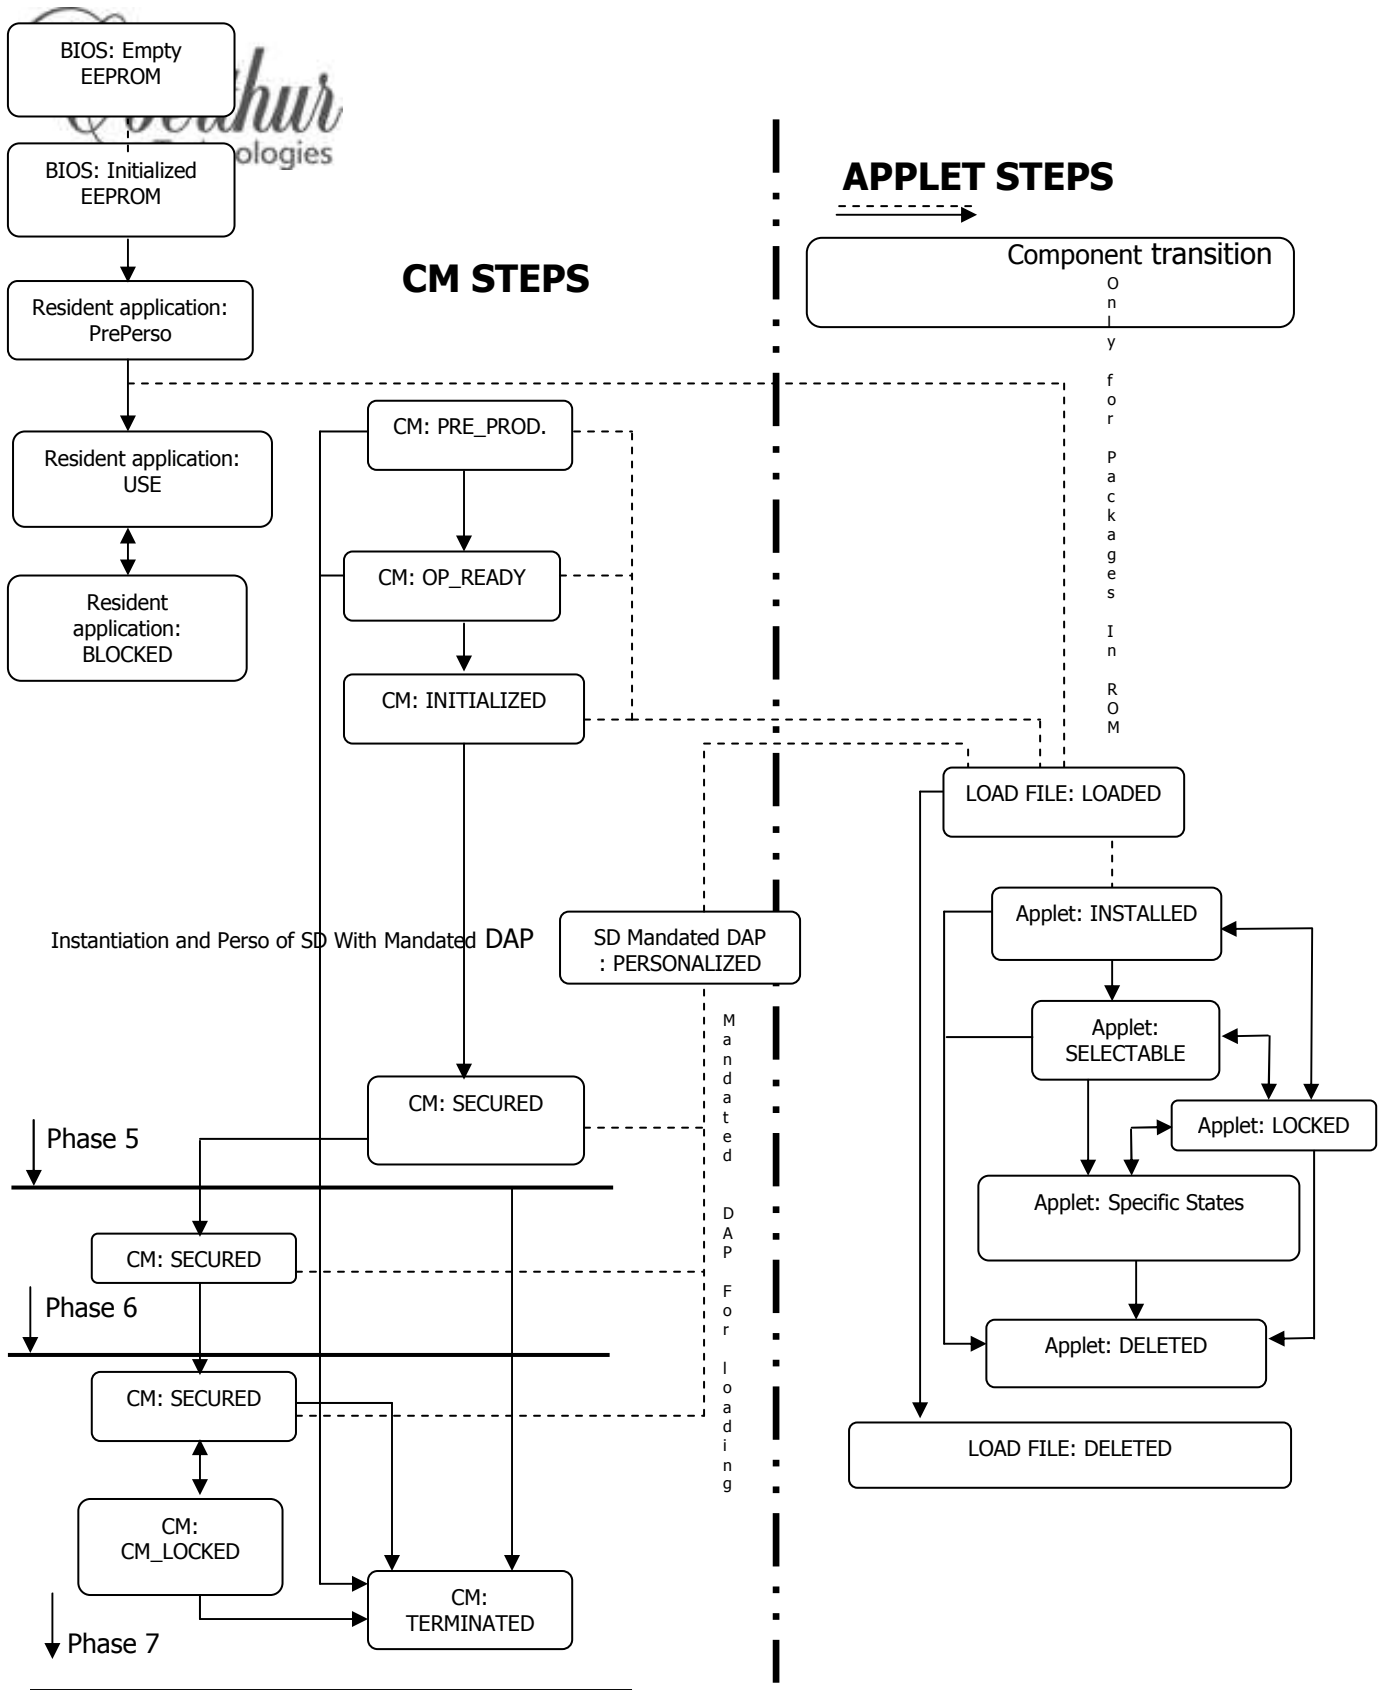 BIOS: Empty
EEPROM
BIOS: Initialized
EEPROM
ologies
Resident application:
PrePerso
Resident application:
USE
Resident
application:
BLOCKED
CM STEPS
CM: PRE_PROD.
CM: OP_READY
CM: INITIALIZED
Instantiation and Perso of SD With Mandated DAP
SD Mandated DAP
: PERSONALIZED
Mandated DAP For loading
CM: SECURED
Phase 5
CM: SECURED
Phase 6
CM: SECURED
CM:
CM_LOCKED
CM:
TERMINATED
Phase 7
APPLET STEPS
Component transition
Only for Packages In ROM
LOAD FILE: LOADED
Applet: INSTALLED
Applet:
SELECTABLE
Applet: LOCKED
Applet: Specific States
Applet: DELETED
LOAD FILE: DELETED